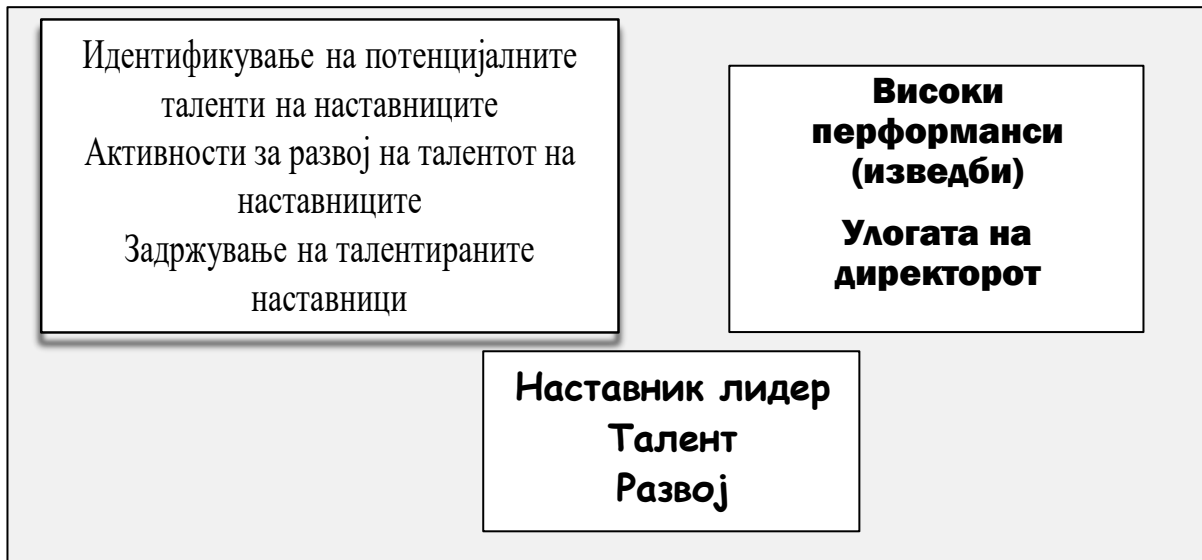 Идентификување на потенцијалните
таленти на наставниците
Активности за развој на талентот на
наставниците
Задржување на талентираните
наставници
Високи
перформанси
(изведби)
Улогата на
директорот
Наставник лидер
Талент
Развој